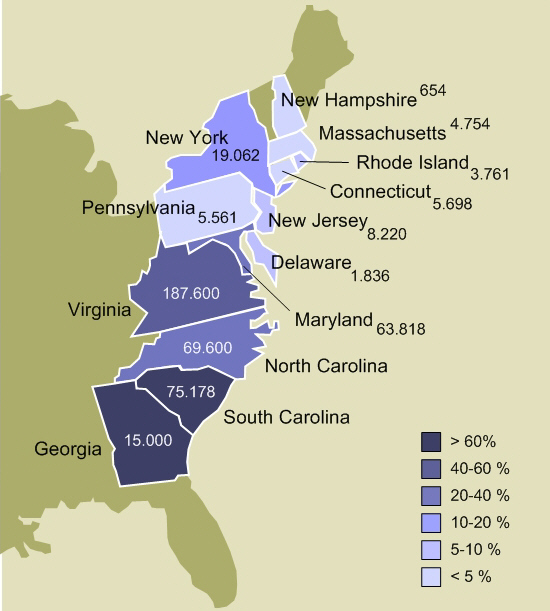 New Hampshire 654
Massachusetts 4.754
New York
19.062
Rhode Island 3.761
Connecticut 5.698
Pennsylvania
5.561
New Jersey 8.220
Delaware 1.836
Virginia
187.600
Maryland 63.818
69.600
North Carolina
75.178
South Carolina
Georgia
15.000
> 60%
40-60 %
20-40 %
10-20 %
5-10 %
< 5 %